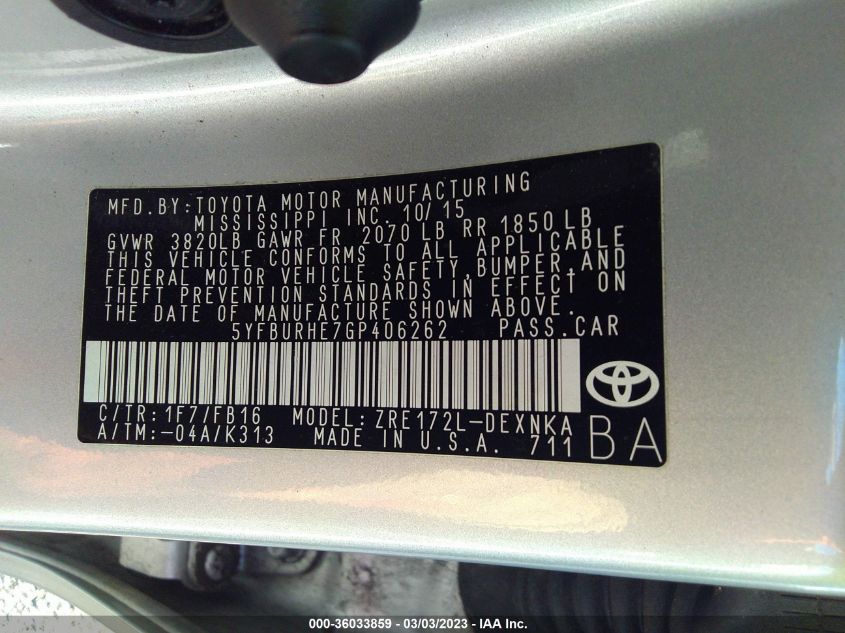 MFD.BY:TOYOTA MOTOR MANUFACTURING
MISSISSIPPI INC. 10/15
GVWR 3820LB GAWR FR 2070 LB RR 1850 LB
THIS VEHICLE CONFORMS TO ALL APPLICABLE
FEDERAL MOTOR VEHICLE SAFETY,BUMPER,AND
THEFT PREVENTION STANDARDS IN EFFECT ON
THE DATE OF MANUFACTURE SHOWN ABOVE.
5YFBURHE7GP406262 PASS.CAR
C/TR:1F7/FB16 MODEL:ZRE172L-DEXNKA
A/TM:-04A/K313 MADE IN U.S.A. 711
BA
000-36033859 — 03/03/2023 — IAA Inc.